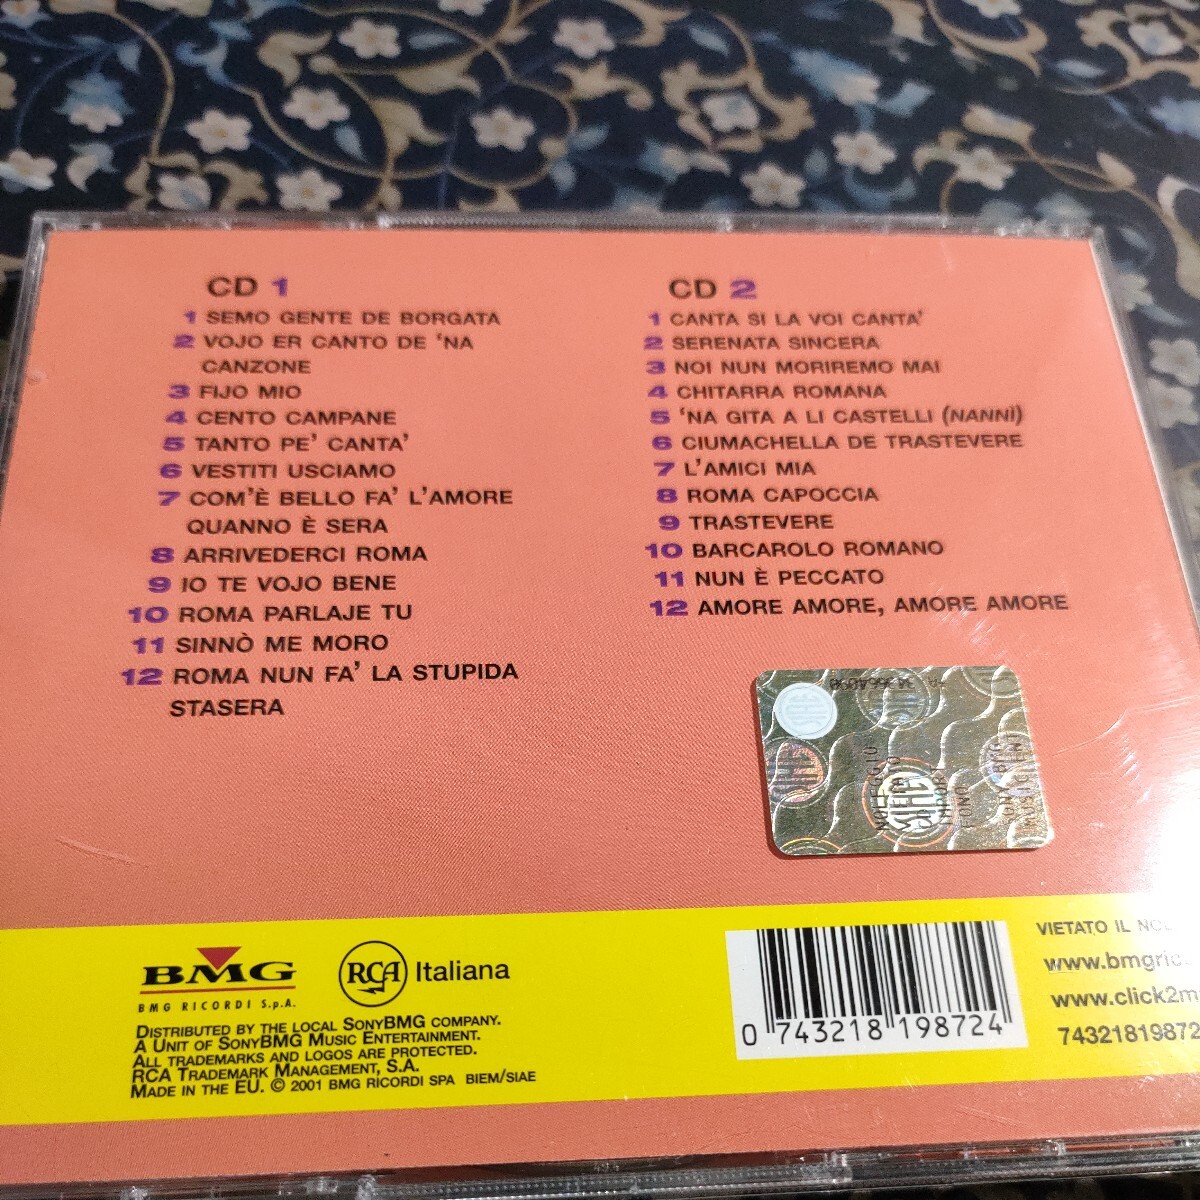 CD 1
1 SEMO GENTE DE BORGATA
2 VOJO ER CANTO DE 'NA
CANZONE
3 FIJO MIO
4 CENTO CAMPANE
5 TANTO PE' CANTA'
6 VESTITI USCIAMO
7 COM'È BELLO FA' L'AMORE
QUANNO È SERA
8 ARRIVEDERCI ROMA
9 IO TE VOJO BENE
10 ROMA PARLAJE TU
11 SINNÒ ME MORO
12 ROMA NUN FA' LA STUPIDA
STASERA
CD 2
1 CANTA SI LA VOI CANTA'
2 SERENATA SINCERA
3 NOI NUN MORIREMO MAI
4 CHITARRA ROMANA
5 'NA GITA A LI CASTELLI (NANNÌ)
6 CIUMACHELLA DE TRASTEVERE
7 L'AMICI MIA
8 ROMA CAPOCCIA
9 TRASTEVERE
10 BARCAROLO ROMANO
11 NUN È PECCATO
12 AMORE AMORE, AMORE AMORE
BMG
BMG RICORDI S.p.A.
RCA Italiana
DISTRIBUTED BY THE LOCAL SONYBMG COMPANY.
A UNIT OF SONYBMG MUSIC ENTERTAINMENT.
ALL TRADEMARKS AND LOGOS ARE PROTECTED.
RCA TRADEMARK MANAGEMENT, S.A.
MADE IN THE EU. © 2001 BMG RICORDI SPA BIEM/SIAE
0 743218 198724
VIETATO IL
www.bmgric
www.click2m
74321819872